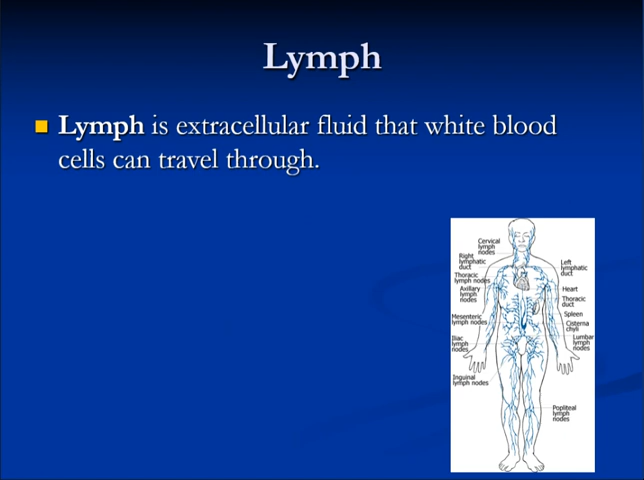 Lymph
Lymph is extracellular fluid that white blood
cells can travel through.
Cervical
lymph
nodes
Right
lymphatic
duct
Thoracic
lymph nodes
Axillary
lymph
nodes
Mesenteric
lymph nodes
Iliac
lymph
nodes
Inguinal
lymph nodes
Left
lymphatic
duct
Heart
Thoracic
duct
Spleen
Cisterna
chyli
Lumbar
lymph
nodes
Popliteal
lymph
nodes